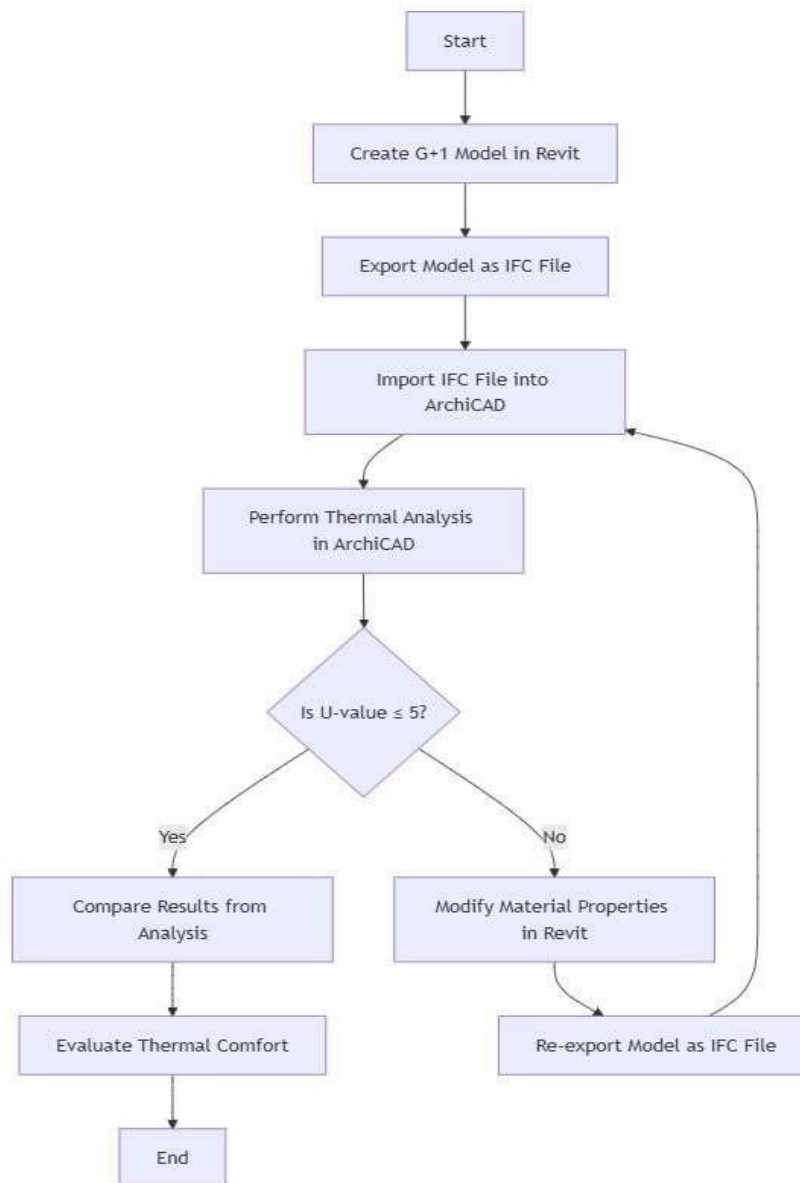 Start
Create G+1 Model in Revit
Export Model as IFC File
Import IFC File into
ArchiCAD
Perform Thermal Analysis
in ArchiCAD
Is U-value ≤ 5?
Yes
No
Compare Results from
Analysis
Modify Material Properties
in Revit
Evaluate Thermal Comfort
Re-export Model as IFC File
End